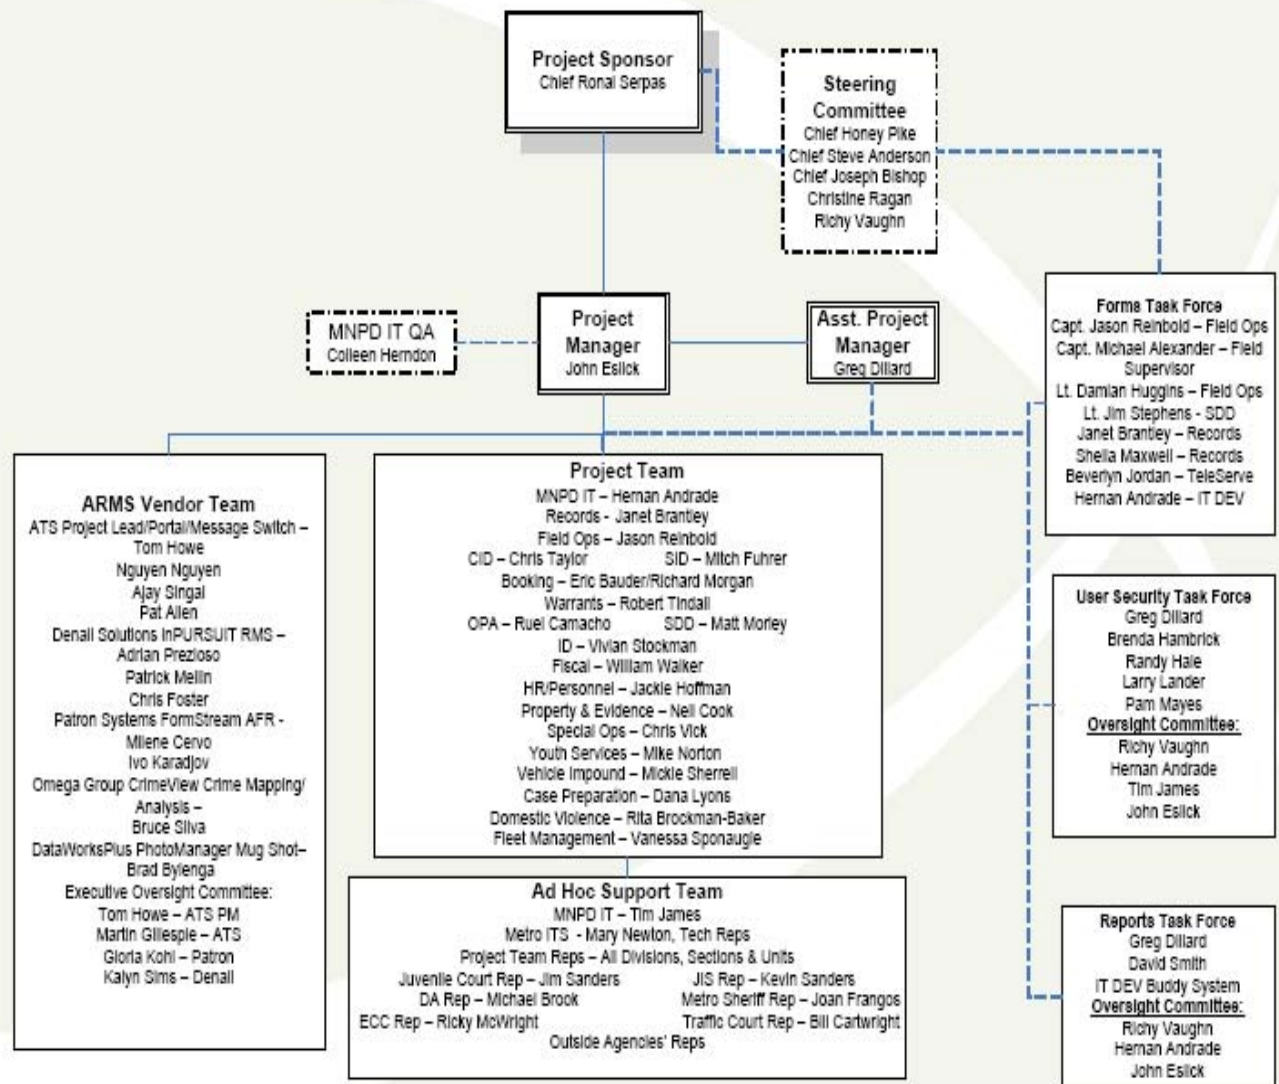 Project Sponsor
Chief Ronal Serpas
Steering
Committee
Chief Honey Pike
Chief Steve Anderson
Chief Joseph Bishop
Christine Ragan
Richy Vaughn
MNPD IT QA
Colleen Herndon
Project
Manager
John Eslick
Asst. Project
Manager
Greg Dillard
Forms Task Force
Capt. Jason Reinbold – Field Ops
Capt. Michael Alexander – Field
Supervisor
Lt. Damian Huggins – Field Ops
Lt. Jim Stephens - SDD
Janet Brantley – Records
Sheila Maxwell – Records
Beverlyn Jordan – TeleServe
Hernan Andrade – IT DEV
ARMS Vendor Team
ATS Project Lead/Portal/Message Switch –
Tom Howe
Nguyen Nguyen
Ajay Singal
Pat Allen
Denali Solutions InPURSUIT RMS –
Adrian Prezioso
Patrick Mellin
Chris Foster
Patron Systems FormStream AFR -
Milene Cervo
Ivo Karadjov
Omega Group CrimeView Crime Mapping/
Analysis –
Bruce Silva
DataWorksPlus PhotoManager Mug Shot–
Brad Bylenga
Executive Oversight Committee:
Tom Howe – ATS PM
Martin Gillespie – ATS
Gloria Kohl – Patron
Kalyn Sims – Denali
Project Team
MNPD IT – Hernan Andrade
Records - Janet Brantley
Field Ops – Jason Reinbold
CID – Chris Taylor SID – Mitch Fuhrer
Booking – Eric Bauder/Richard Morgan
Warrants – Robert Tindall
OPA – Ruel Camacho SDD – Matt Morley
ID – Vivian Stockman
Fiscal – William Walker
HR/Personnel – Jackie Hoffman
Property & Evidence – Neil Cook
Special Ops – Chris Vick
Youth Services – Mike Norton
Vehicle Impound – Mickie Sherrell
Case Preparation – Dana Lyons
Domestic Violence – Rita Brockman-Baker
Fleet Management – Vanessa Sponaugle
Ad Hoc Support Team
MNPD IT – Tim James
Metro ITS - Mary Newton, Tech Reps
Project Team Reps – All Divisions, Sections & Units
Juvenile Court Rep – Jim Sanders JIS Rep – Kevin Sanders
DA Rep – Michael Brook Metro Sheriff Rep – Joan Frangos
ECC Rep – Ricky McWright Traffic Court Rep – Bill Cartwright
Outside Agencies' Reps
User Security Task Force
Greg Dillard
Brenda Hambrick
Randy Hale
Larry Lander
Pam Mayes
Oversight Committee:
Richy Vaughn
Hernan Andrade
Tim James
John Eslick
Reports Task Force
Greg Dillard
David Smith
IT DEV Buddy System
Oversight Committee:
Richy Vaughn
Hernan Andrade
John Eslick